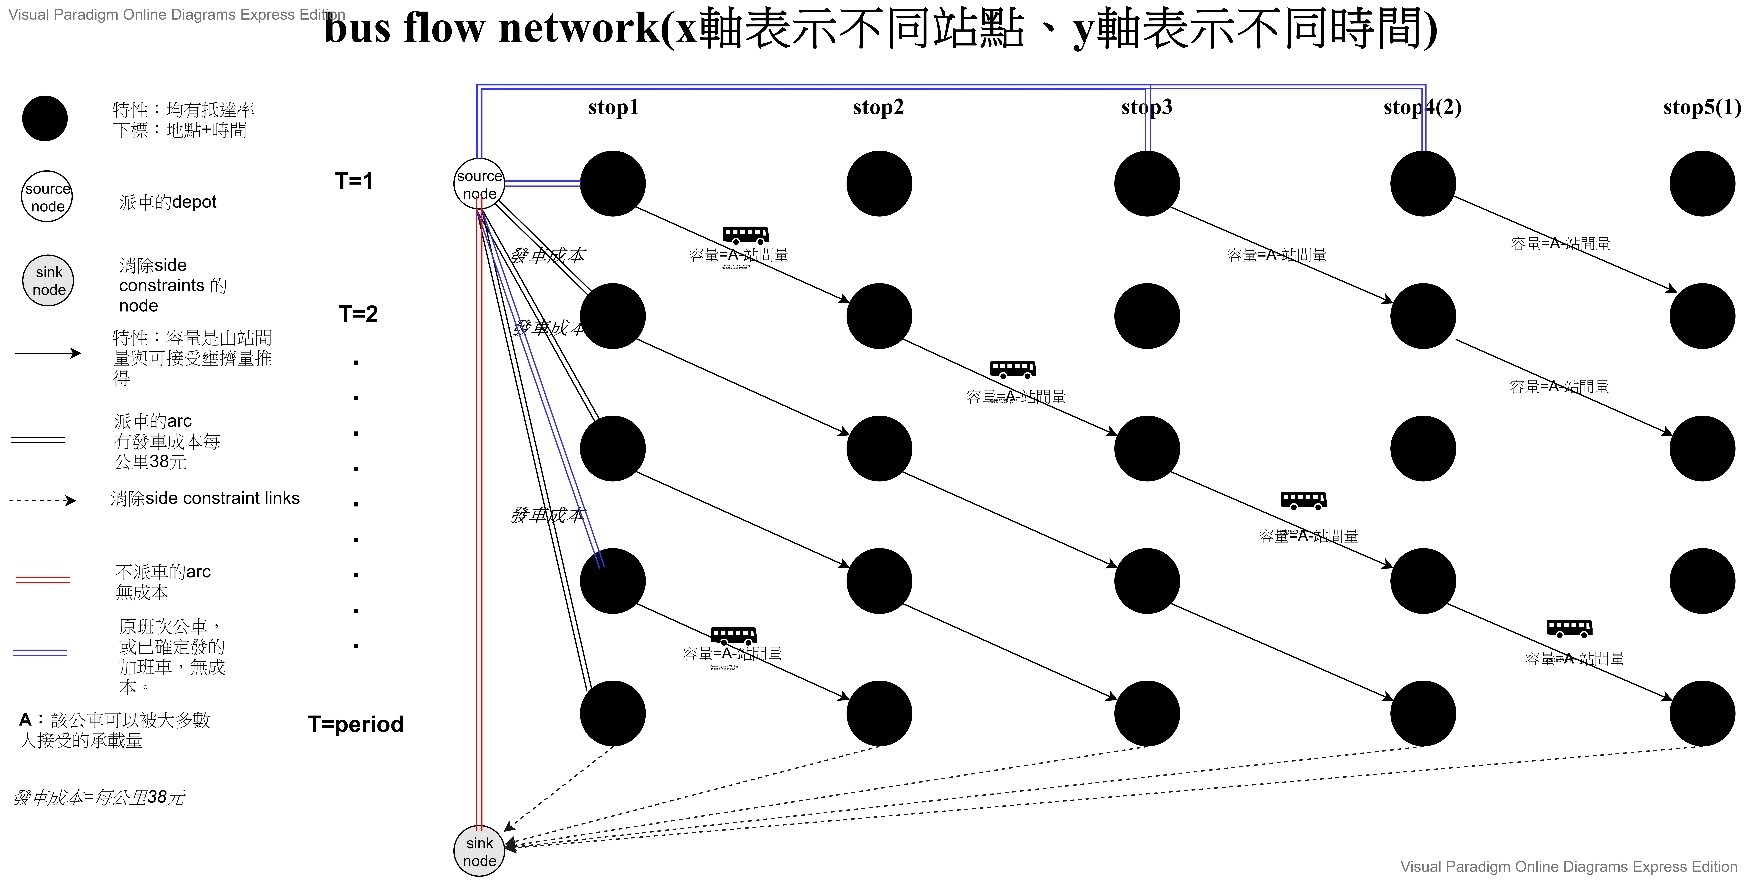 Visual Paradigm Online Diagrams Express Edition
bus flow network(x軸表示不同站點、y軸表示不同時間)
stop1
stop2
stop3
stop4(2)
stop5(1)
特性：均有抵達率
下標：地點+時間
source
node
派車的depot
sink
node
消除side
constraints 的
node
特性：容量是由站間
量與可接受壅擠量推
得
派車的arc
有發車成本每
公里38元
消除side constraint links
不派車的arc
無成本
原班次公車，
或已確定發的
加班車，無成
本。
A：該公車可以被大多數
人接受的承載量
發車成本=每公里38元
T=1
T=2
T=period
source
node
發車成本
發車成本
發車成本
容量=A-站間量
容量=A-站間量
容量=A-站間量
容量=A-站間量
容量=A-站間量
容量=A-站間量
容量=A-站間量
容量=A-站間量
sink
node
Visual Paradigm Online Diagrams Express Edition